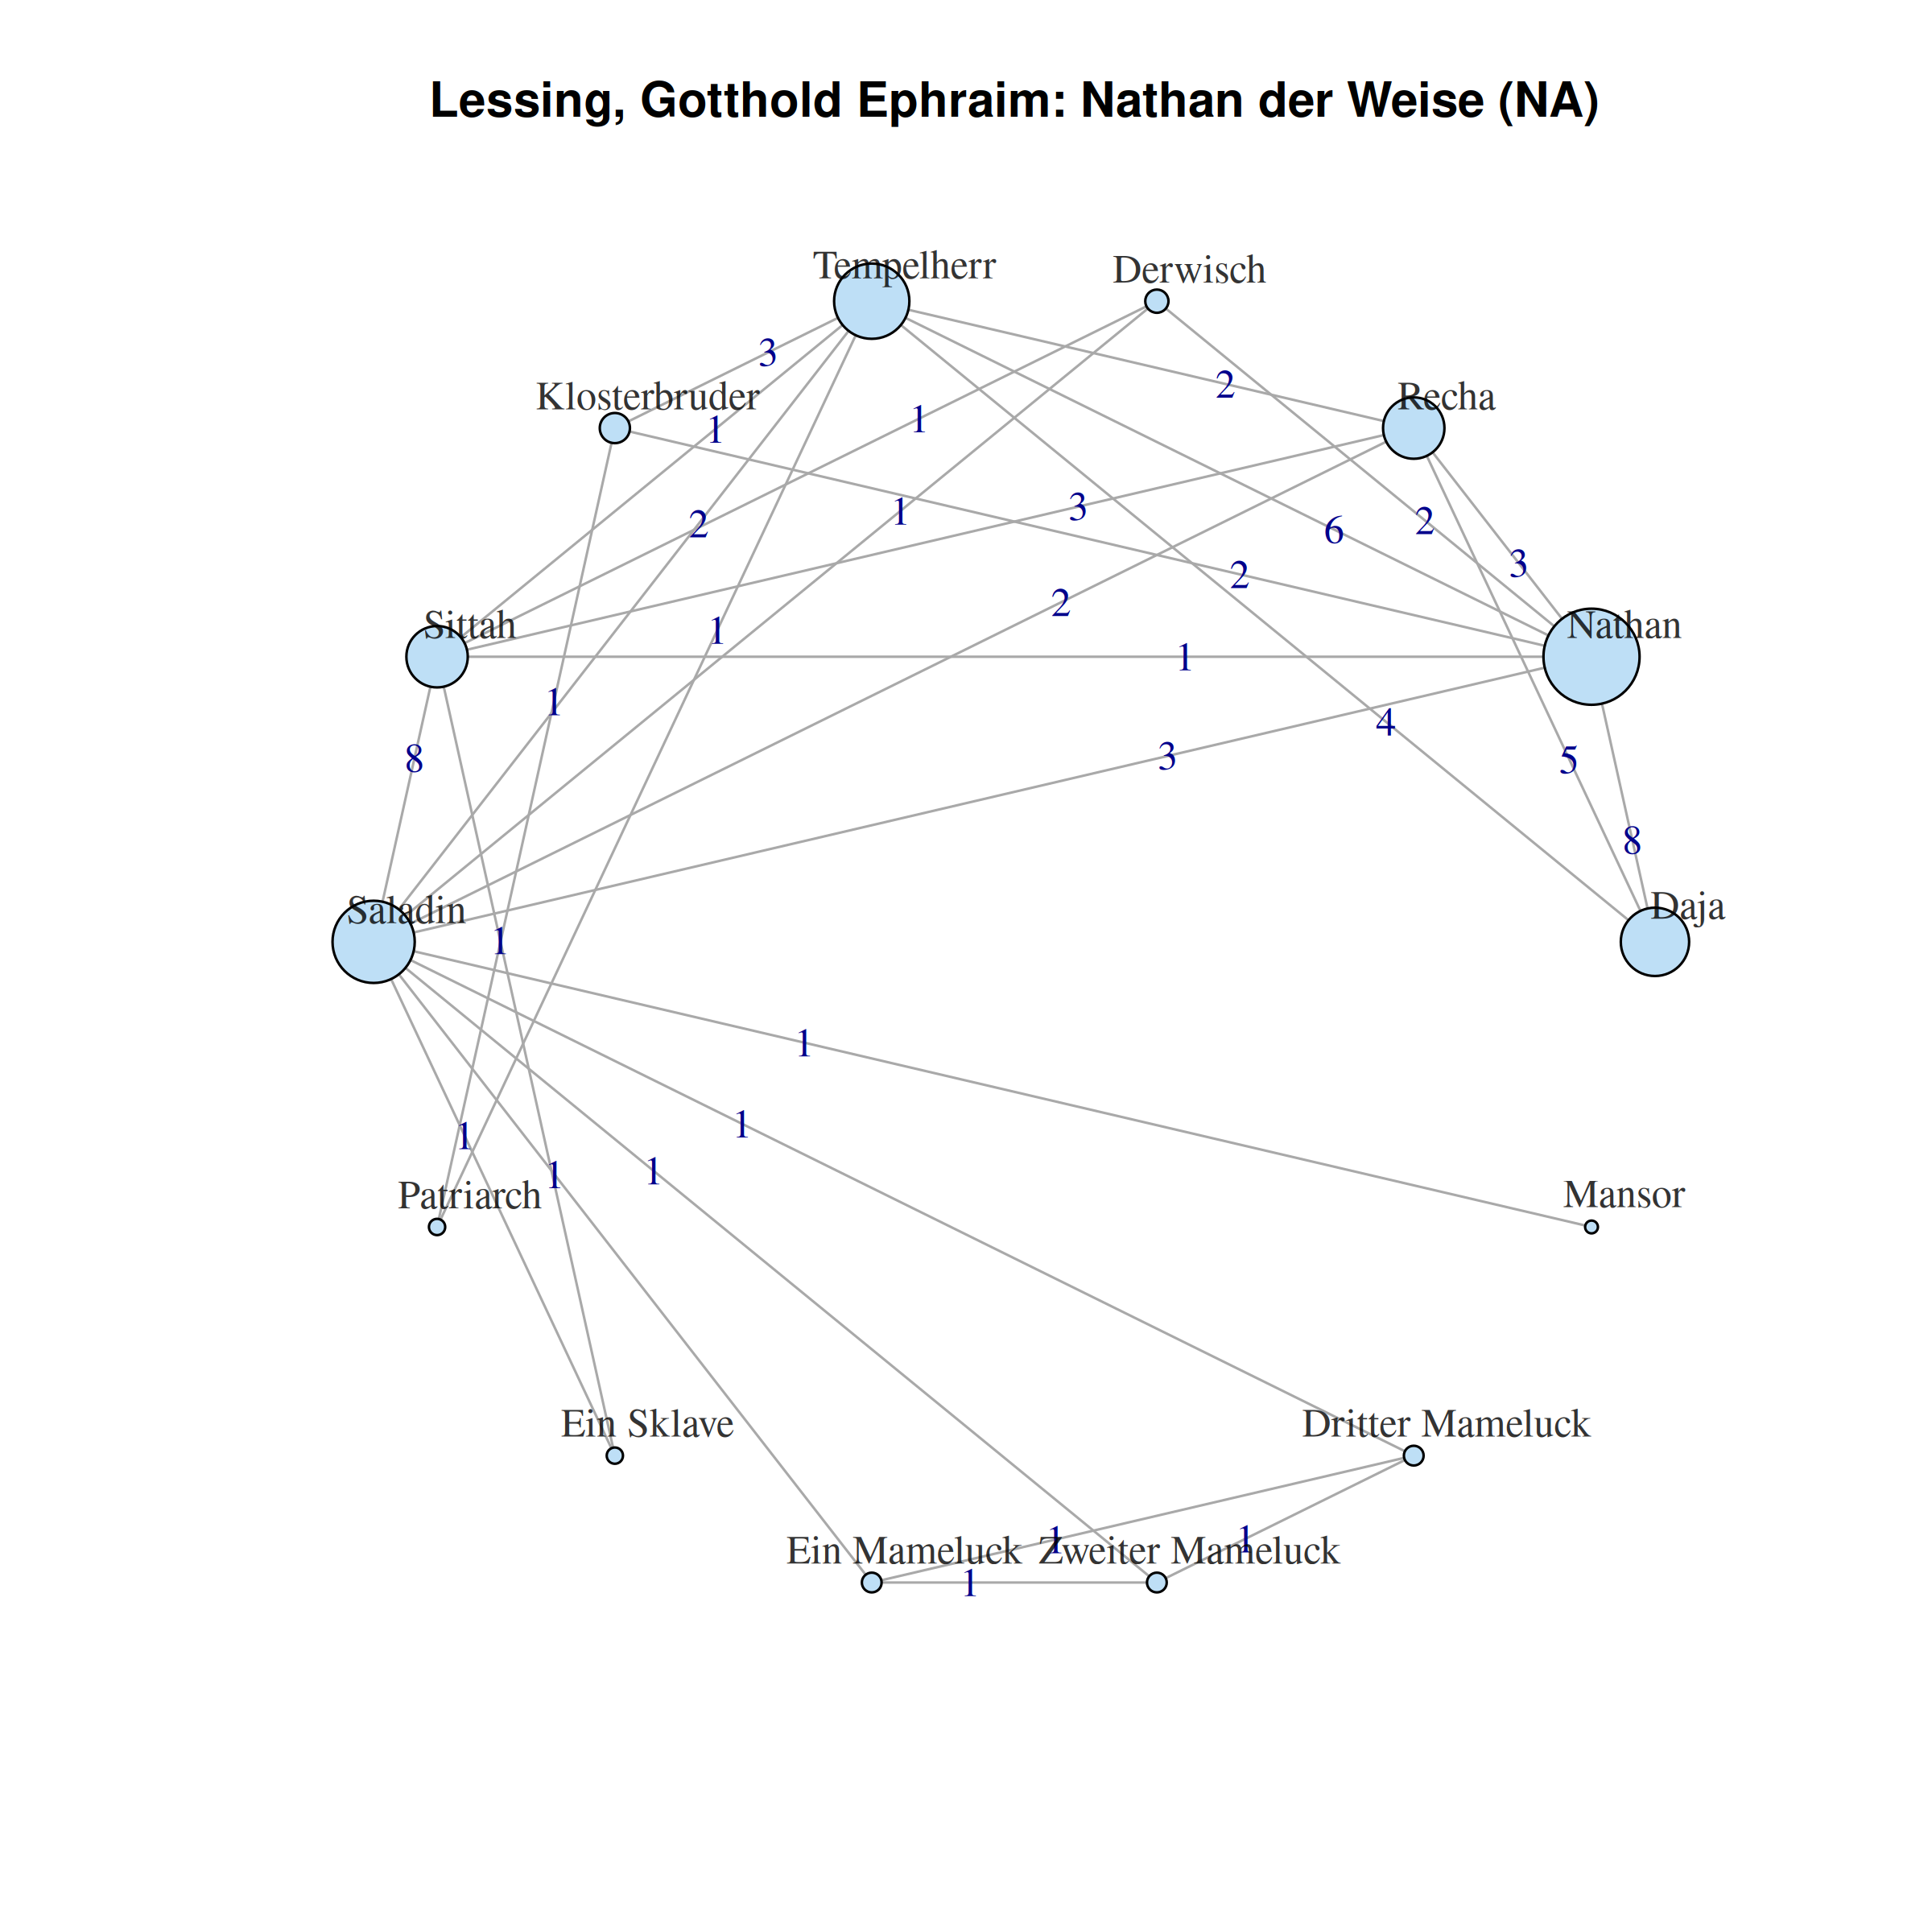 Lessing, Gotthold Ephraim: Nathan der Weise (NA)
Tempelherr
Derwisch
3
2
Klosterbruder
Recha
1
1
2
1
3
6
2
3
2
2
Sittah
1
1
Nathan
1
4
8
3
5
8
Saladin
Daja
1
1
1
1
1
1
Patriarch
Mansor
Ein Sklave
Dritter Mameluck
1
1
Ein Mameluck
Zweiter Mameluck
1